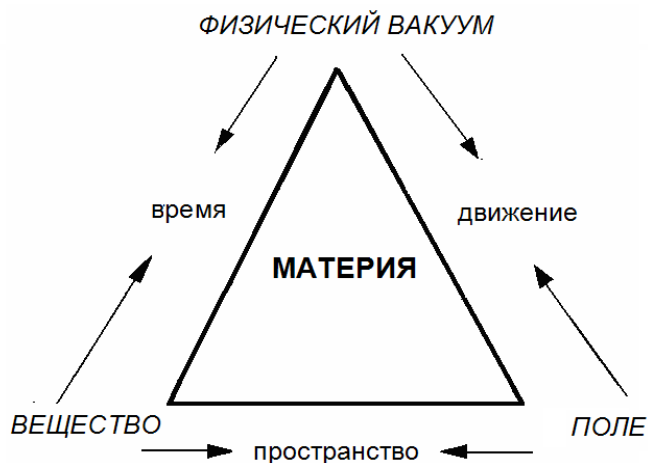 ФИЗИЧЕСКИЙ ВАКУУМ
время
движение
МАТЕРИЯ
ВЕЩЕСТВО
ПОЛЕ
пространство